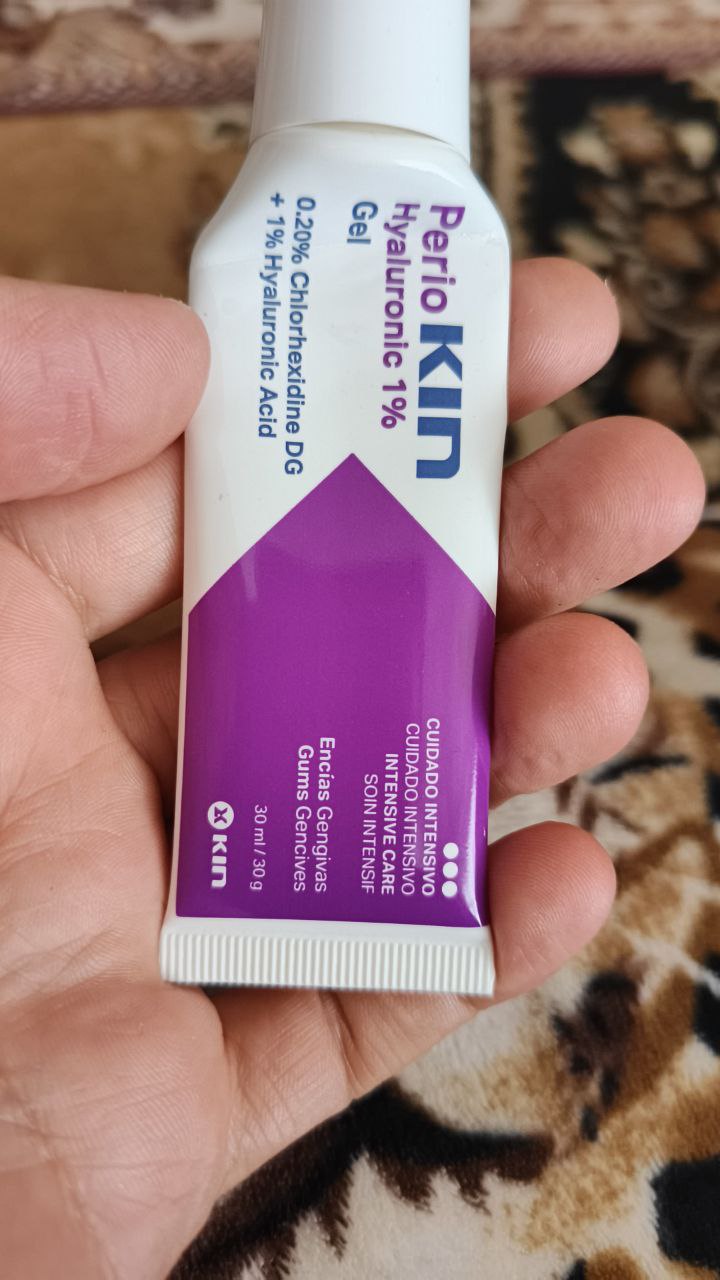 Perio KIN
Hyaluronic 1%
Gel
0.20% Chlorhexidine DG
+ 1% Hyaluronic Acid
CUIDADO INTENSIVO
CUIDADO INTENSIVO
INTENSIVE CARE
SOIN INTENSIF
Encías Gengivas
Gums Gencives
30 ml / 30 g
KIN